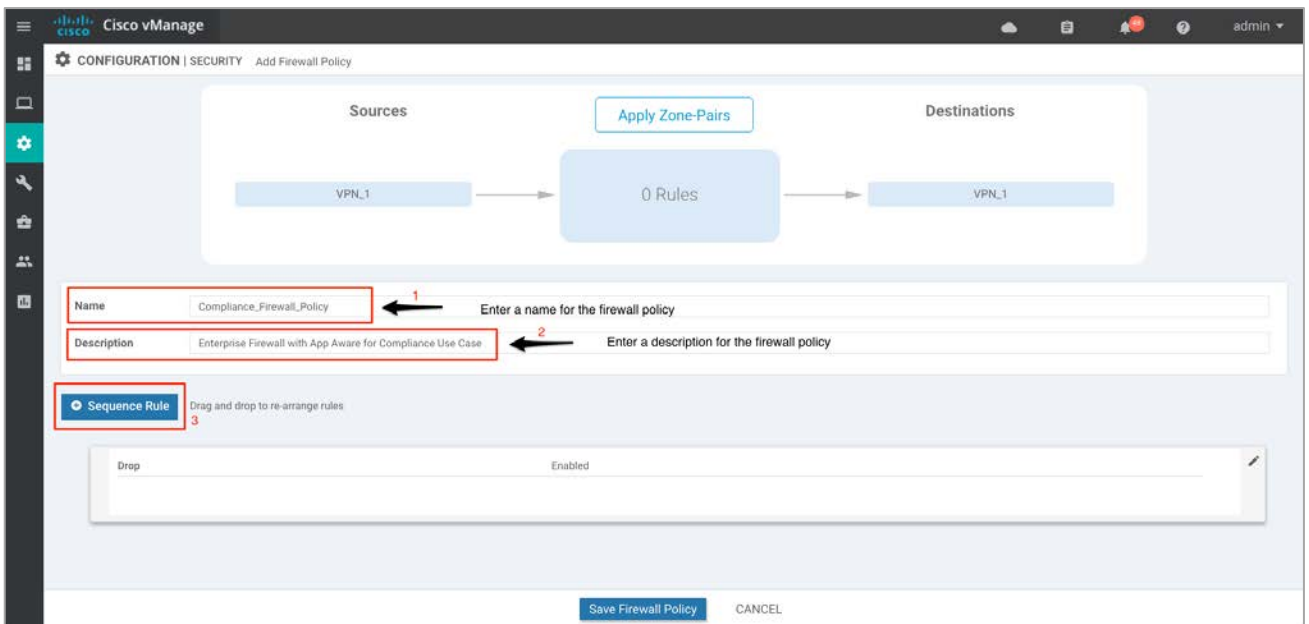 cisco Cisco vManage admin
CONFIGURATION | SECURITY Add Firewall Policy
Sources Apply Zone-Pairs Destinations
VPN_1 0 Rules VPN_1
Name Compliance_Firewall_Policy 1 Enter a name for the firewall policy
Description Enterprise Firewall with App Aware for Compliance Use Case 2 Enter a description for the firewall policy
Sequence Rule Drag and drop to re-arrange rules
3
Drop Enabled
Save Firewall Policy CANCEL